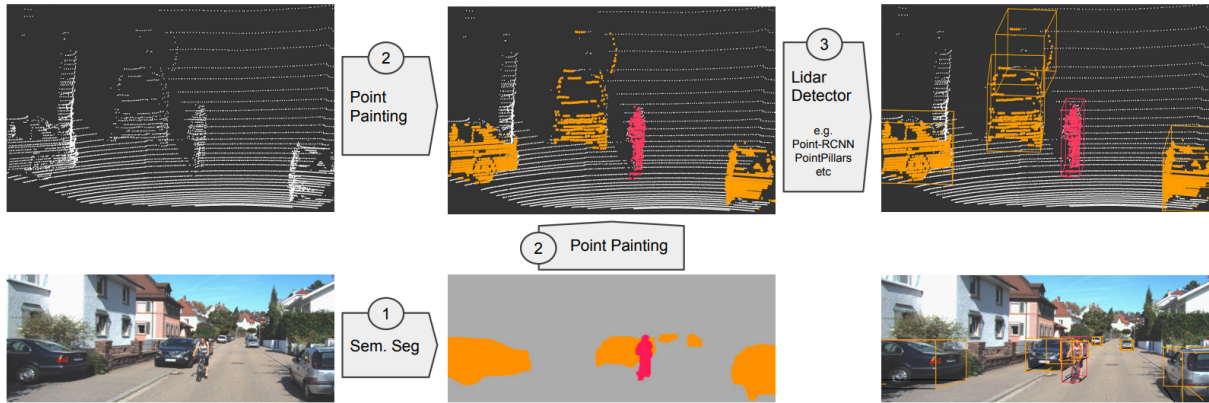 2
Point
Painting
3
Lidar
Detector
e.g.
Point-RCNN
PointPillars
etc
2
Point Painting
1
Sem. Seg